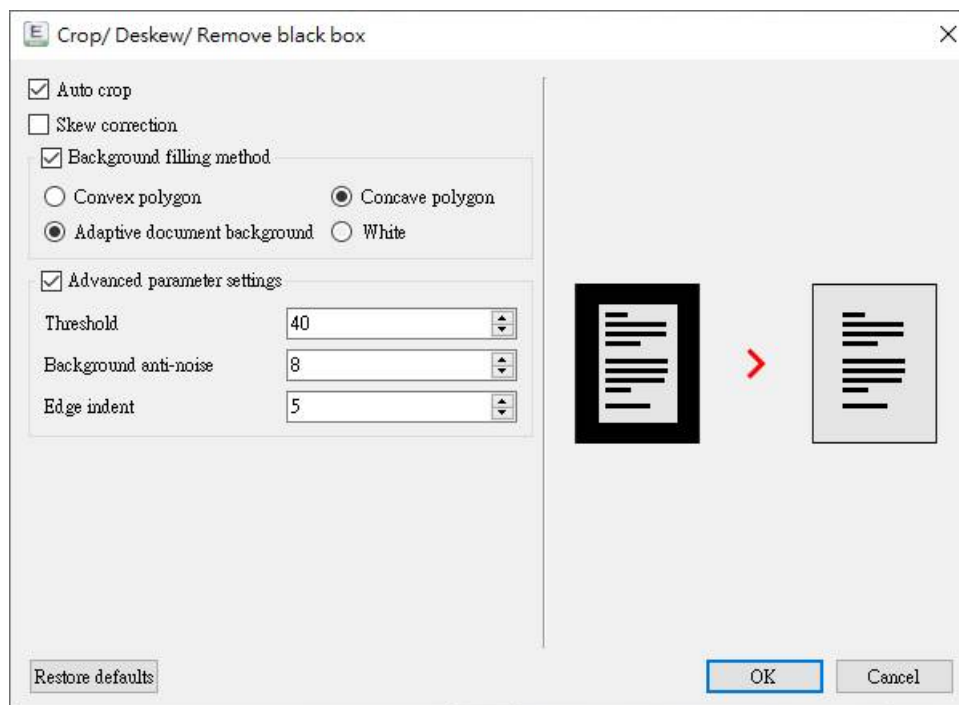 E Crop/ Deskew/ Remove black box
Auto crop
Skew correction
Background filling method
Convex polygon Concave polygon
Adaptive document background White
Advanced parameter settings
Threshold 40
Background anti-noise 8
Edge indent 5
Restore defaults OK Cancel